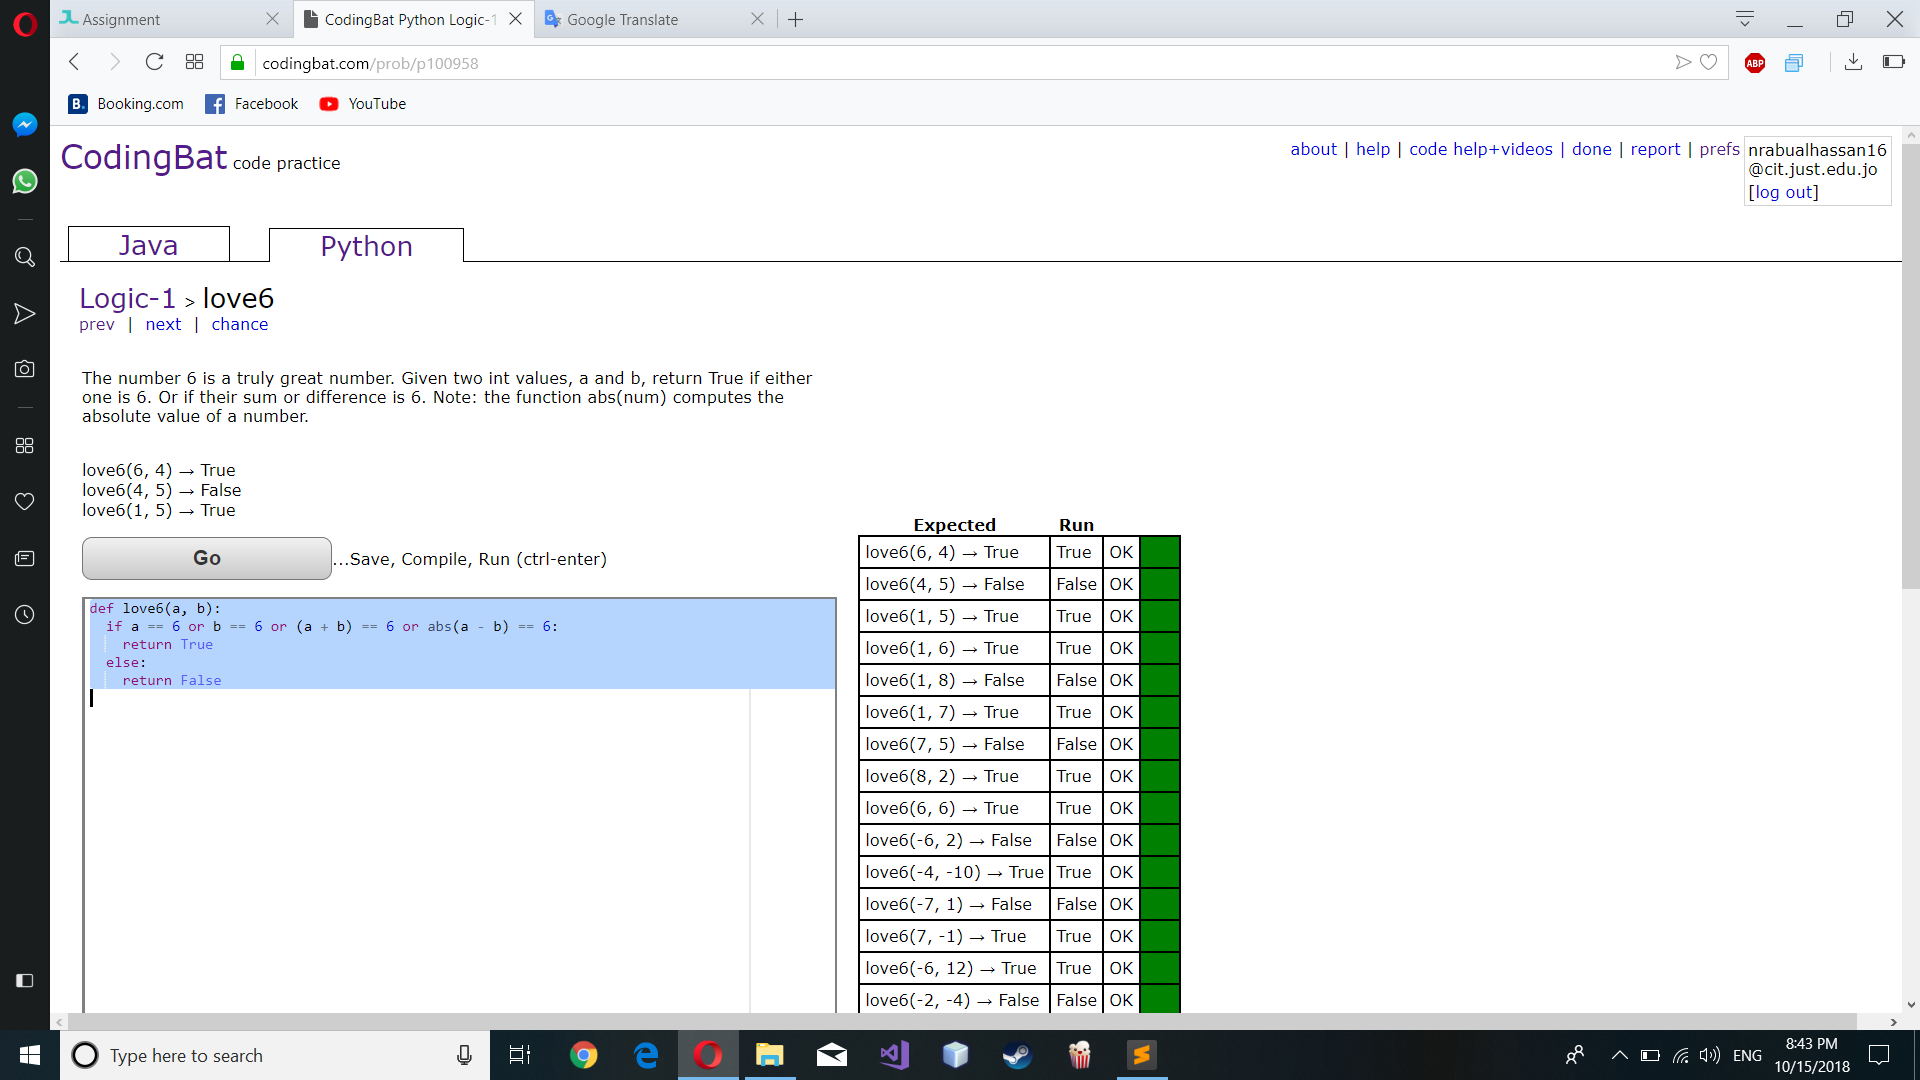 Assignment
CodingBat Python Logic-1
Google Translate
codingbat.com/prob/p100958
ABP
B. Booking.com
Facebook
YouTube
CodingBat code practice
about | help | code help+videos | done | report | prefs
nrabualhassan16
@cit.just.edu.jo
[log out]
Java
Python
Logic-1 > love6
prev | next | chance
The number 6 is a truly great number. Given two int values, a and b, return True if either
one is 6. Or if their sum or difference is 6. Note: the function abs(num) computes the
absolute value of a number.
love6(6, 4) → True
love6(4, 5) → False
love6(1, 5) → True
Go
...Save, Compile, Run (ctrl-enter)
def love6(a, b):
if a == 6 or b == 6 or (a + b) == 6 or abs(a - b) == 6:
return True
else:
return False
Expected Run
love6(6, 4) → True True OK
love6(4, 5) → False False OK
love6(1, 5) → True True OK
love6(1, 6) → True True OK
love6(1, 8) → False False OK
love6(1, 7) → True True OK
love6(7, 5) → False False OK
love6(8, 2) → True True OK
love6(6, 6) → True True OK
love6(-6, 2) → False False OK
love6(-4, -10) → True True OK
love6(-7, 1) → False False OK
love6(7, -1) → True True OK
love6(-6, 12) → True True OK
love6(-2, -4) → False False OK
Type here to search
ENG
8:43 PM
10/15/2018